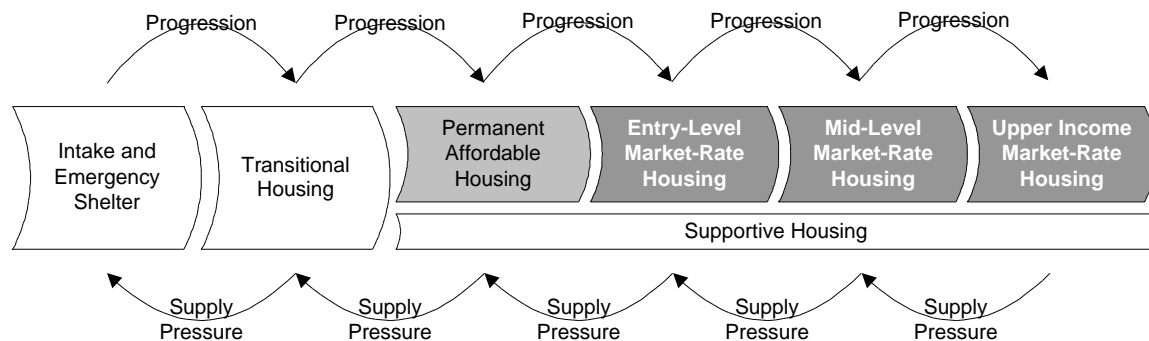 Progression
Progression
Progression
Progression
Progression
Intake and
Emergency
Shelter
Transitional
Housing
Permanent
Affordable
Housing
Entry-Level
Market-Rate
Housing
Mid-Level
Market-Rate
Housing
Upper Income
Market-Rate
Housing
Supportive Housing
Supply
Pressure
Supply
Pressure
Supply
Pressure
Supply
Pressure
Supply
Pressure